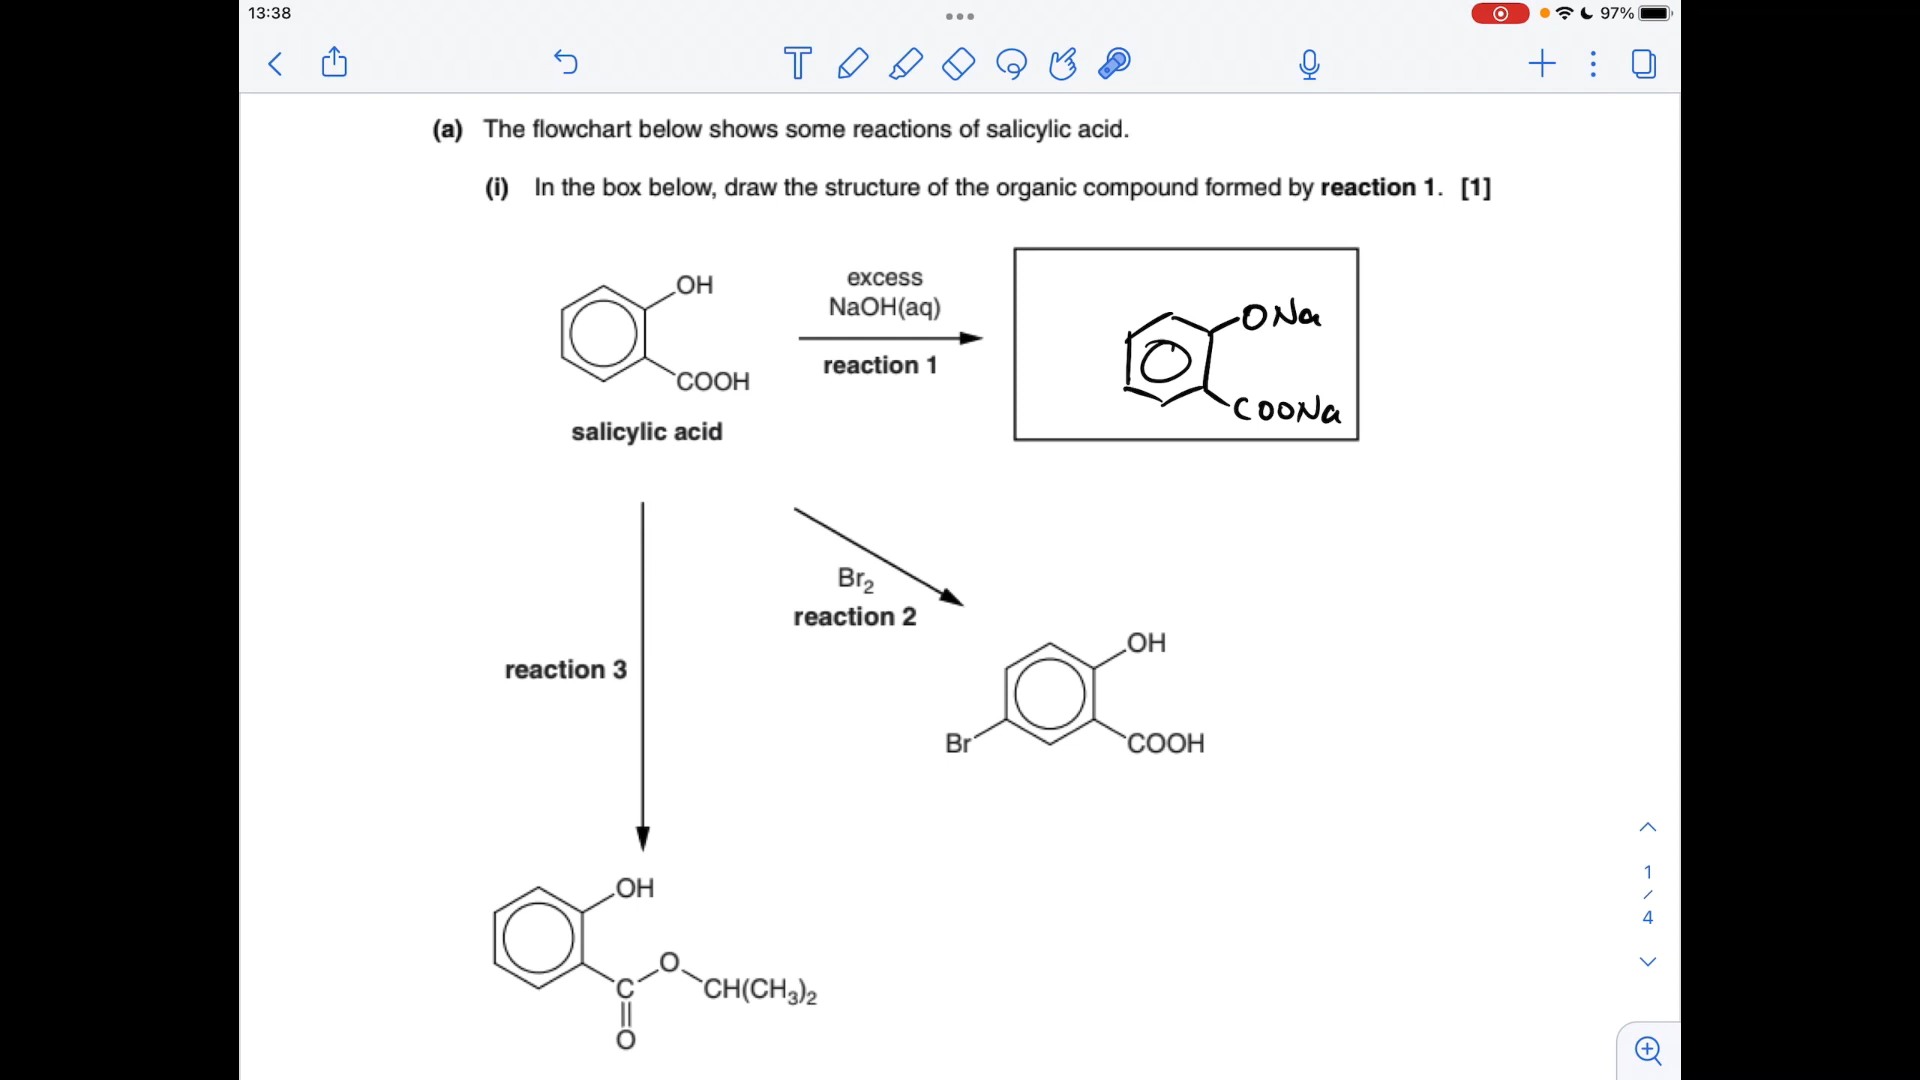 13:38
97%
(a) The flowchart below shows some reactions of salicylic acid.
(i) In the box below, draw the structure of the organic compound formed by reaction 1. [1]
OH
COOH
salicylic acid
excess
NaOH(aq)
reaction 1
ONa
COONa
Br₂
reaction 2
reaction 3
OH
Br
COOH
OH
O
C
CH(CH₃)₂
O
1
/
4